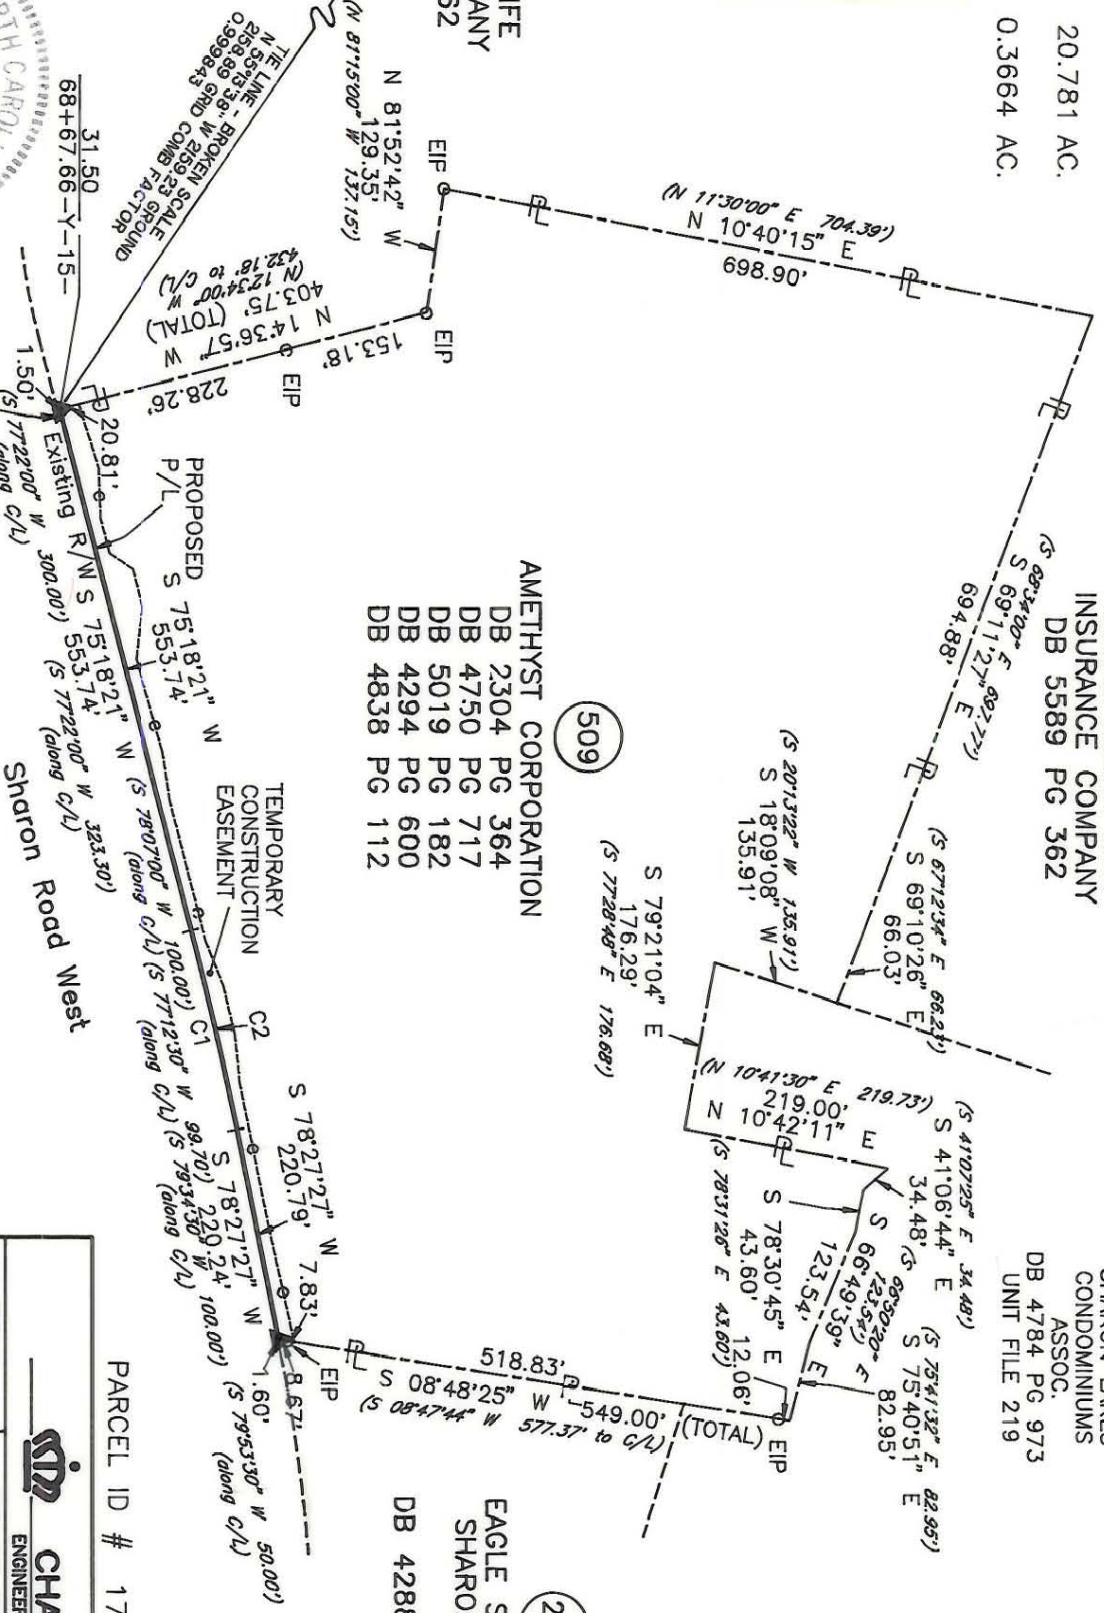 20.781 AC.
0.3664 AC.
INSURANCE COMPANY
DB 5589 PG 362
CONDOMINIUMS
ASSOC.
DB 4784 PG 973
UNIT FILE 219
(N 11°30'00" E 704.39')
N 10°40'15" E
698.90'
(S 68°34'00" E 697.77')
S 69°11'27" E
694.88'
(S 67°12'34" E 66.23')
S 69°10'26" E
66.03'
(S 20°13'22" W 135.91')
S 18°09'08" W
135.91'
S 79°21'04" E
176.29'
(S 77°28'48" E 176.68')
(N 10°41'30" E 219.73')
219.00'
N 10°42'11" E
(S 41°07'25" E 34.48')
S 41°06'44" E
34.48'
(S 66°50'20" E
123.54')
S 66°49'39" E
123.54'
(S 75°41'32" E 82.95')
S 75°40'51" E
82.95'
S 78°30'45" E
43.60'
(S 78°31'26" E 43.60')
12.06'
EIP
518.83'
S 08°48'25" W
549.00'
(TOTAL)
(S 08°47'44" W 577.37' to C/L)
EIP
8.67'
1.60'
7.83'
(S 79°53'30" W 50.00')
(along C/L)
EIP
N 81°52'42" W
129.35'
(N 81°15'00" W 137.15')
EIP
153.18'
EIP
228.26'
N 14°36'57" W
403.75' (TOTAL)
(N 12°34'00" W
432.18' to C/L)
TIE LINE - BROKEN SCALE
N 55°13'38" W 2159.23 GROUND
2158.89 GRID COMB FACTOR
0.999843
31.50
68+67.66-Y-15-
1.50'
20.81'
PROPOSED
P/L
509
AMETHYST CORPORATION
DB 2304 PG 364
DB 4750 PG 717
DB 5019 PG 182
DB 4294 PG 600
DB 4838 PG 112
S 75°18'21" W
553.74'
TEMPORARY
CONSTRUCTION
EASEMENT
C2
S 78°27'27" W
220.79'
Existing R/W
S 75°18'21" W
553.74'
C1
S 78°27'27" W
220.24'
(S 77°22'00" W 300.00')
(along C/L)
(S 77°22'00" W 323.30')
(along C/L)
(S 78°07'00" W 100.00')
(along C/L)
(S 77°12'30" W 99.70')
(along C/L)
(S 79°34'30" W 100.00')
(along C/L)
Sharon Road West
EAGLE S
SHARO
DB 4288
PARCEL ID # 17
CHA
ENGINEER